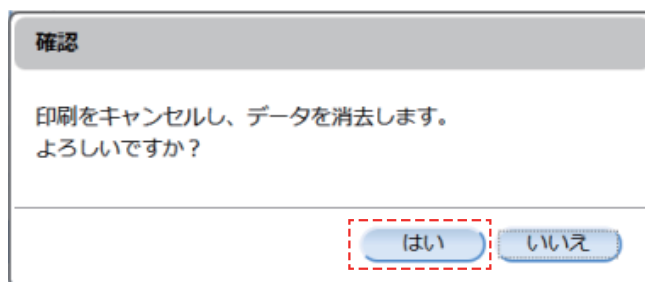 確認
印刷をキャンセルし、データを消去します。
よろしいですか？
はい いいえ